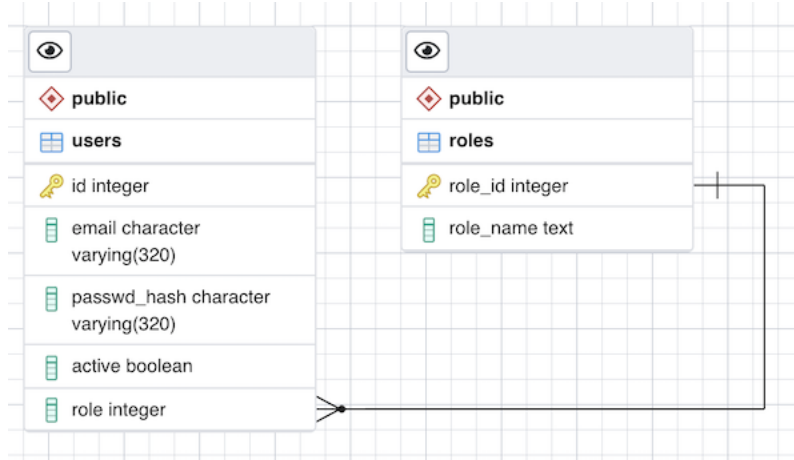 public
users
id integer
email character
varying(320)
passwd_hash character
varying(320)
active boolean
role integer
public
roles
role_id integer
role_name text